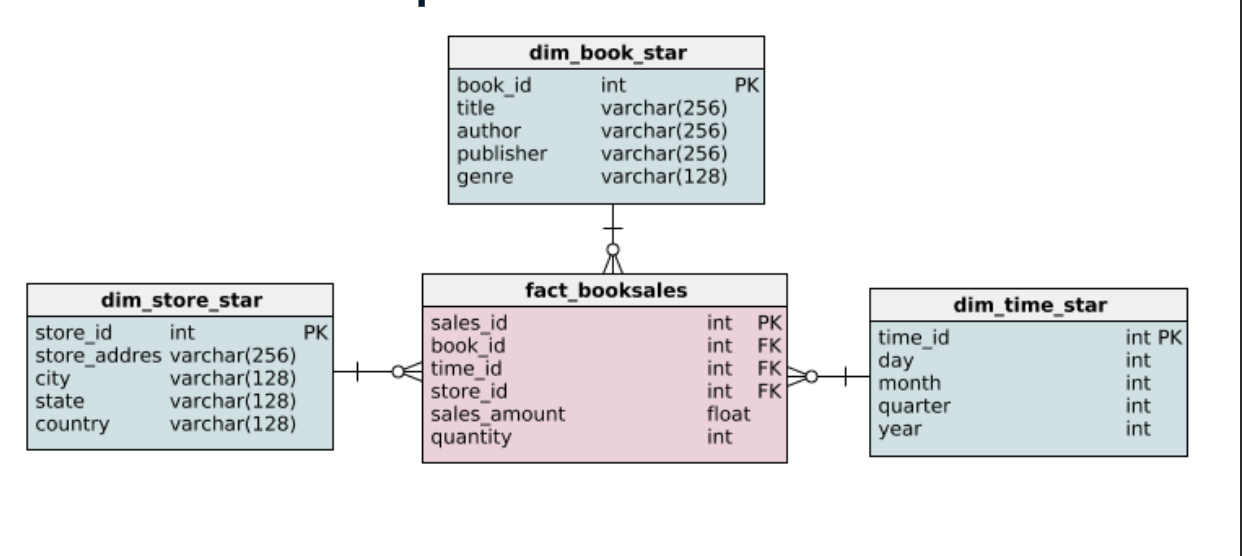 dim_book_star
book_id int PK
title varchar(256)
author varchar(256)
publisher varchar(256)
genre varchar(128)
dim_store_star
store_id int PK
store_addres varchar(256)
city varchar(128)
state varchar(128)
country varchar(128)
fact_booksales
sales_id int PK
book_id int FK
time_id int FK
store_id int FK
sales_amount float
quantity int
dim_time_star
time_id int PK
day int
month int
quarter int
year int